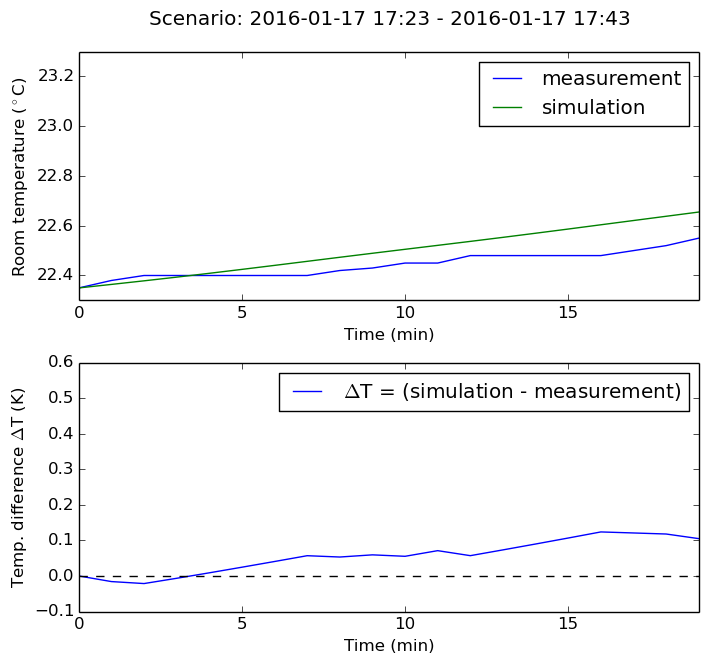 Scenario: 2016-01-17 17:23 - 2016-01-17 17:43
Room temperature (°C)
23.2
23.0
22.8
22.6
22.4
measurement
simulation
0 5 10 15
Time (min)
Temp. difference ΔT (K)
0.6
0.5
0.4
0.3
0.2
0.1
0.0
−0.1
ΔT = (simulation - measurement)
0 5 10 15
Time (min)